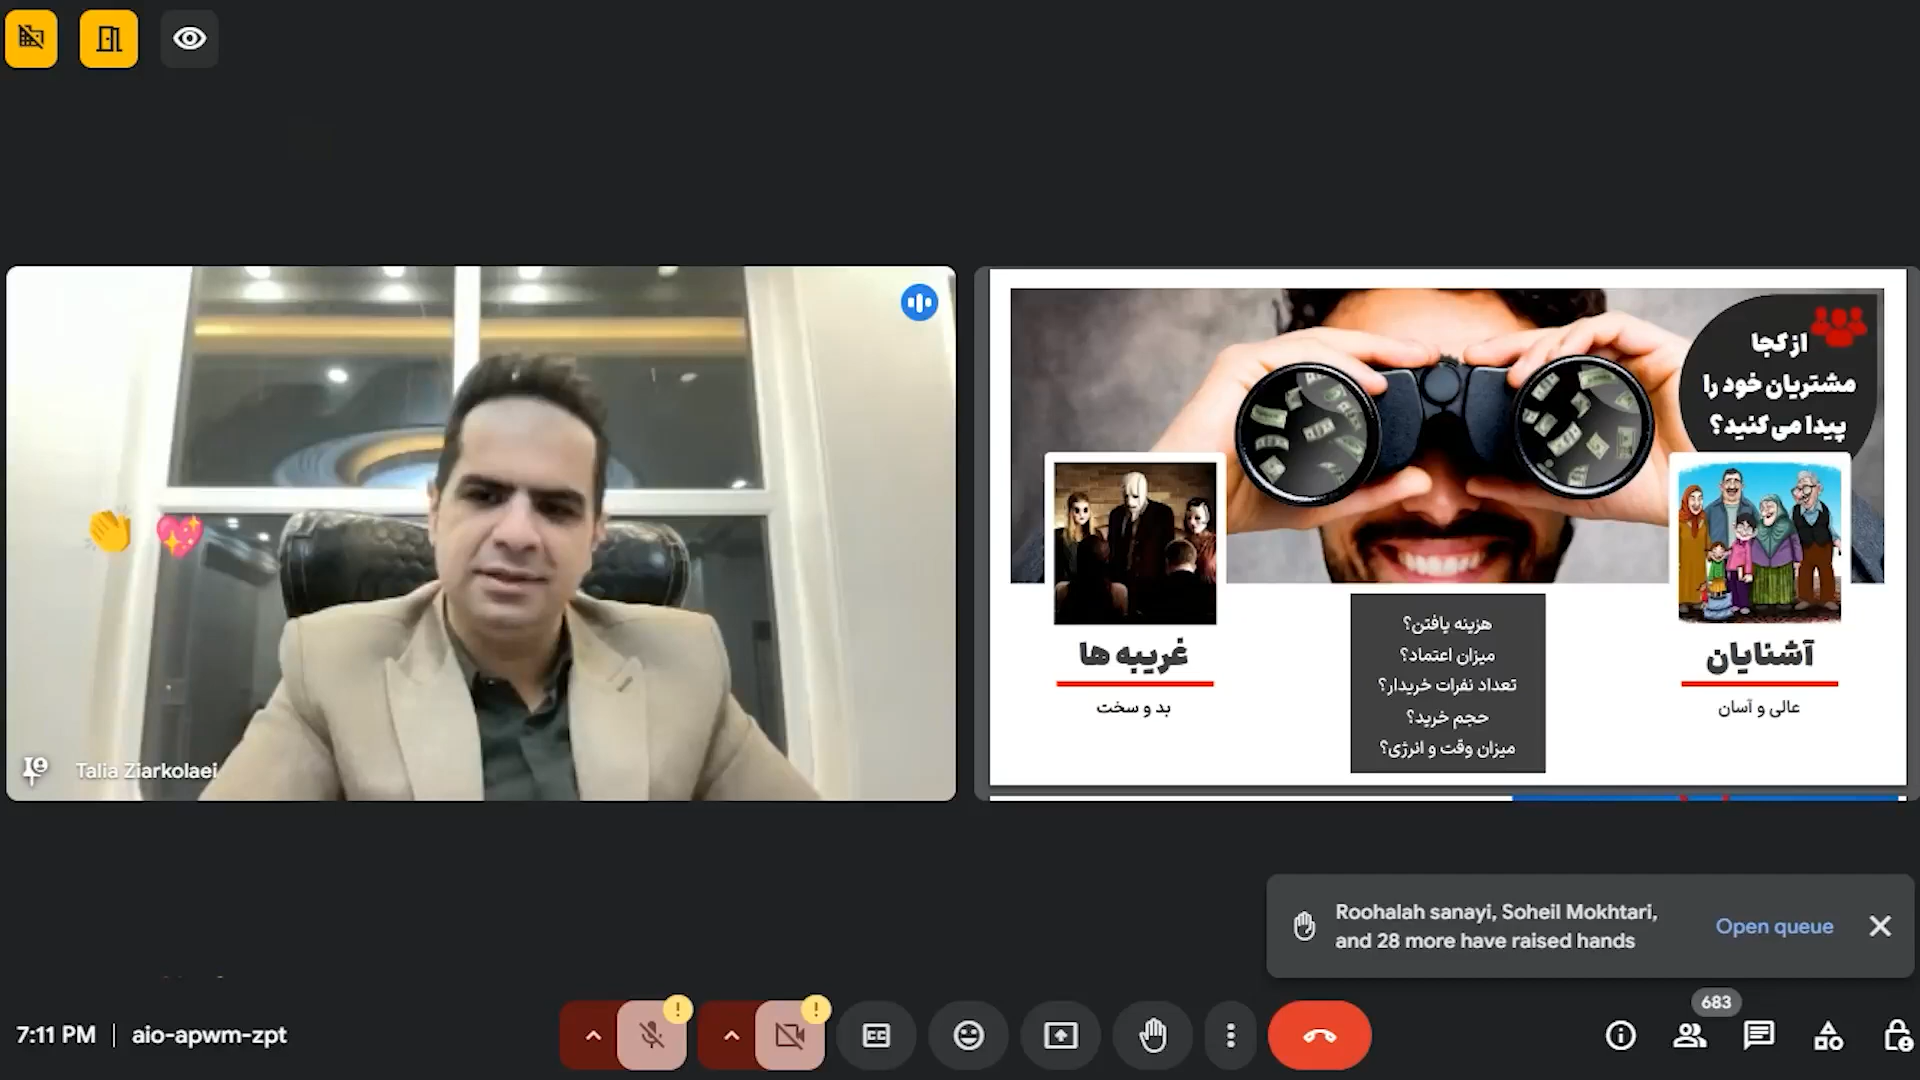 Talia Ziarkolaei
از کجا
مشتریان خود را
پیدا می کنید؟
آشنایان
عالی و آسان
هزینه یافتن؟
میزان اعتماد؟
تعداد نفرات خریدار؟
حجم خرید؟
میزان وقت و انرژی؟
غریبه ها
بد و سخت
Roohalah sanayi, Soheil Mokhtari,
and 28 more have raised hands
Open queue
7:11 PM | aio-apwm-zpt
CC
683